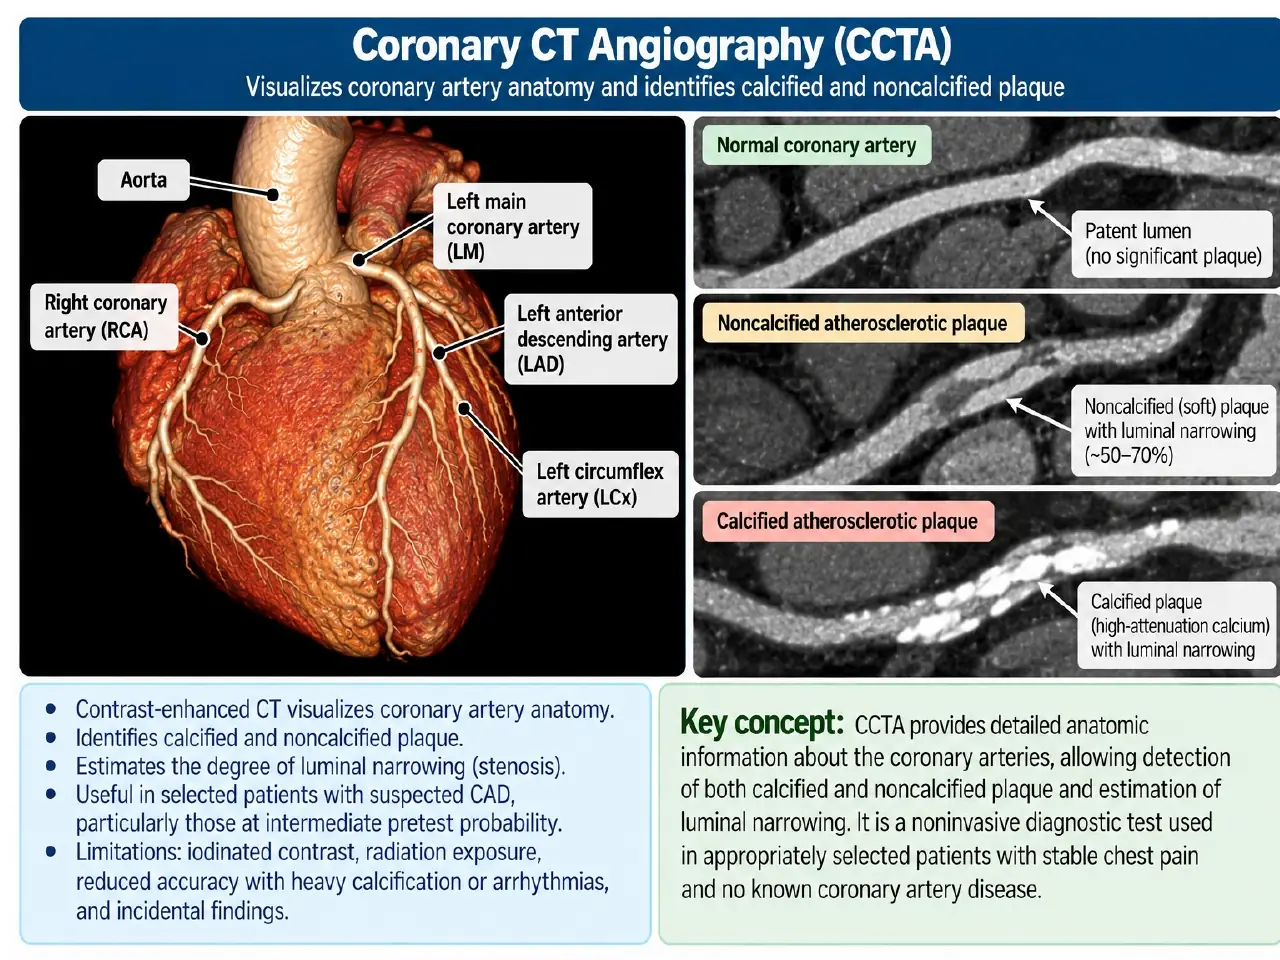 Coronary CT Angiography (CCTA)
Visualizes coronary artery anatomy and identifies calcified and noncalcified plaque
Aorta
Left main
coronary artery
(LM)
Right coronary
artery (RCA)
Left anterior
descending artery
(LAD)
Left circumflex
artery (LCx)
Normal coronary artery
Patent lumen
(no significant plaque)
Noncalcified atherosclerotic plaque
Noncalcified (soft) plaque
with luminal narrowing
(~50–70%)
Calcified atherosclerotic plaque
Calcified plaque
(high-attenuation calcium)
with luminal narrowing
• Contrast-enhanced CT visualizes coronary artery anatomy.
• Identifies calcified and noncalcified plaque.
• Estimates the degree of luminal narrowing (stenosis).
• Useful in selected patients with suspected CAD,
particularly those at intermediate pretest probability.
• Limitations: iodinated contrast, radiation exposure,
reduced accuracy with heavy calcification or arrhythmias,
and incidental findings.
Key concept: CCTA provides detailed anatomic
information about the coronary arteries, allowing detection
of both calcified and noncalcified plaque and estimation of
luminal narrowing. It is a noninvasive diagnostic test used
in appropriately selected patients with stable chest pain
and no known coronary artery disease.